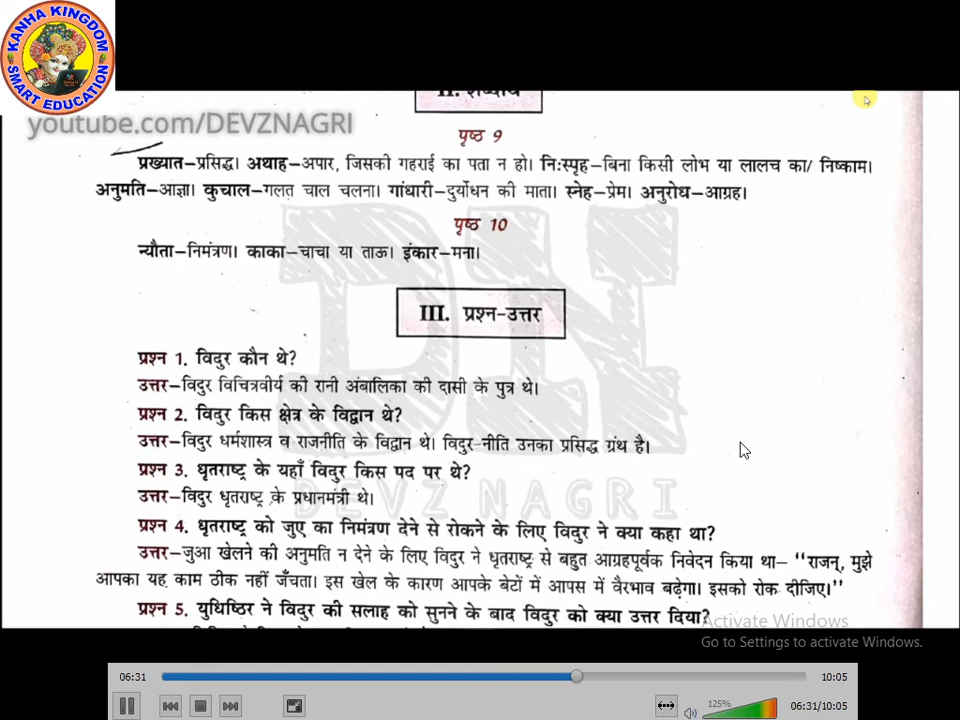 KANHA KINGDOM
SMART EDUCATION
youtube.com/DEVZNAGRI
II. शब्दार्थ
पृष्ठ 9
प्रख्यात–प्रसिद्ध। अथाह–अपार, जिसकी गहराई का पता न हो। नि:स्पृह–बिना किसी लोभ या लालच का/ निष्काम।
अनुमति–आज्ञा। कुचाल–गलत चाल चलना। गांधारी–दुर्योधन की माता। स्नेह–प्रेम। अनुरोध–आग्रह।
पृष्ठ 10
न्यौता–निमंत्रण। काका–चाचा या ताऊ। इंकार–मना।
III. प्रश्न-उत्तर
प्रश्न 1. विदुर कौन थे?
उत्तर–विदुर विचित्रवीर्य की रानी अंबालिका की दासी के पुत्र थे।
प्रश्न 2. विदुर किस क्षेत्र के विद्वान थे?
उत्तर–विदुर धर्मशास्त्र व राजनीति के विद्वान थे। विदुर-नीति उनका प्रसिद्ध ग्रंथ है।
प्रश्न 3. धृतराष्ट्र के यहाँ विदुर किस पद पर थे?
उत्तर–विदुर धृतराष्ट्र के प्रधानमंत्री थे।
DEVZ NAGRI
प्रश्न 4. धृतराष्ट्र को जुए का निमंत्रण देने से रोकने के लिए विदुर ने क्या कहा था?
उत्तर–जुआ खेलने की अनुमति न देने के लिए विदुर ने धृतराष्ट्र से बहुत आग्रहपूर्वक निवेदन किया था– “राजन्, मुझे
आपका यह काम ठीक नहीं जँचता। इस खेल के कारण आपके बेटों में आपस में वैरभाव बढ़ेगा। इसको रोक दीजिए।”
प्रश्न 5. युधिष्ठिर ने विदुर की सलाह को सुनने के बाद विदुर को क्या उत्तर दिया?
Activate Windows
Go to Settings to activate Windows.
06:31
10:05
125%
06:31/10:05